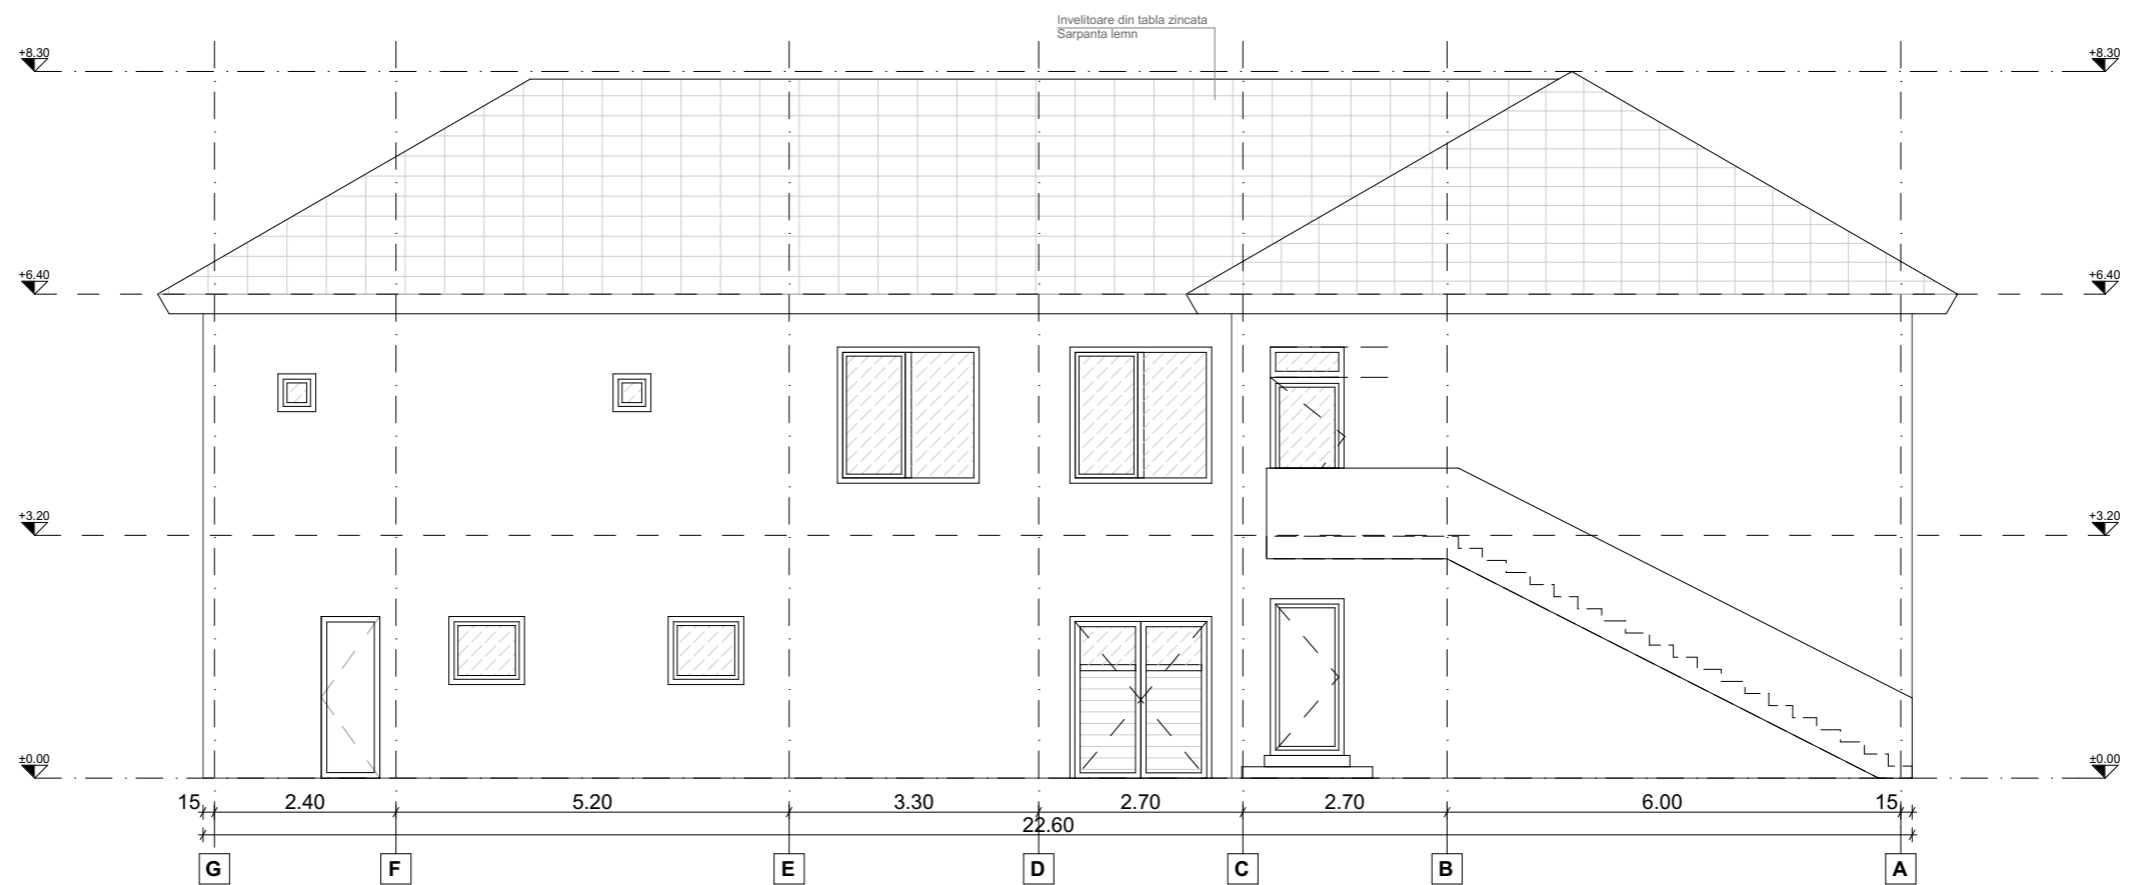 Invelitoare din tabla zincata
Sarpanta lemn
+8.30 +8.30
+6.40 +6.40
+3.20 +3.20
±0.00 ±0.00
15 2.40 5.20 3.30 2.70 2.70 6.00 15
22.60
G F E D C B A